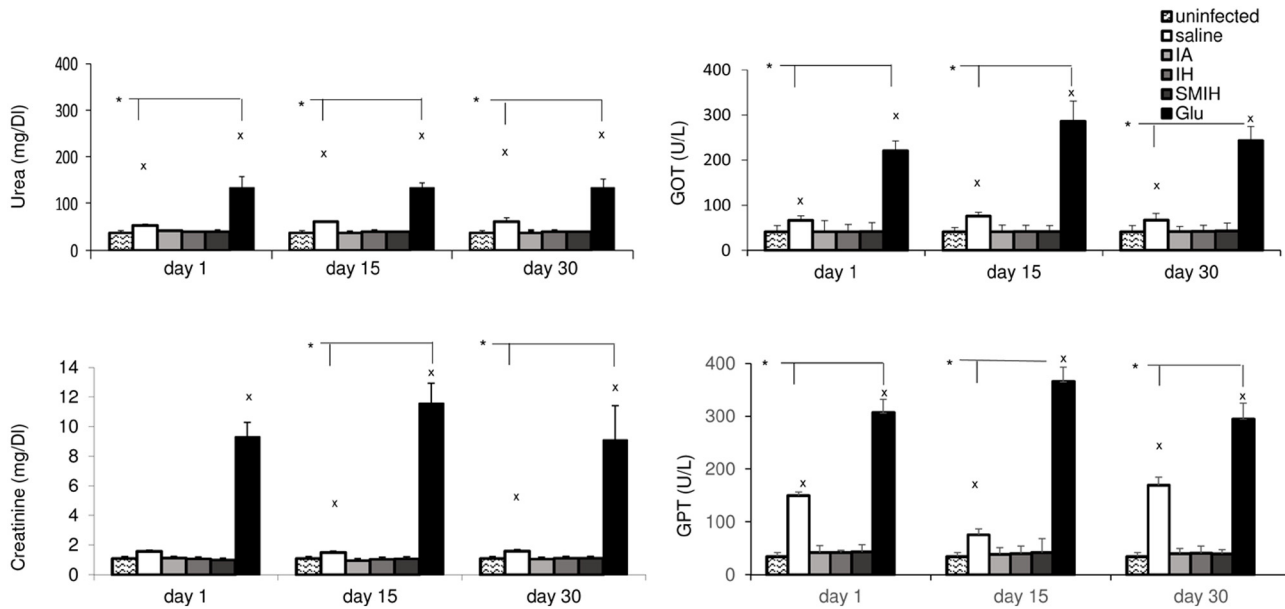 uninfected
saline
IA
IH
SMIH
Glu
Urea (mg/Dl)
400
300
200
100
0
* x x
* x x
* x x
day 1 day 15 day 30
GOT (U/L)
400
300
200
100
0
* x x
* x x
* x x
day 1 day 15 day 30
Creatinine (mg/Dl)
14
12
10
8
6
4
2
0
x
* x x
* x x
day 1 day 15 day 30
GPT (U/L)
400
300
200
100
0
* x x
* x x
* x x
day 1 day 15 day 30